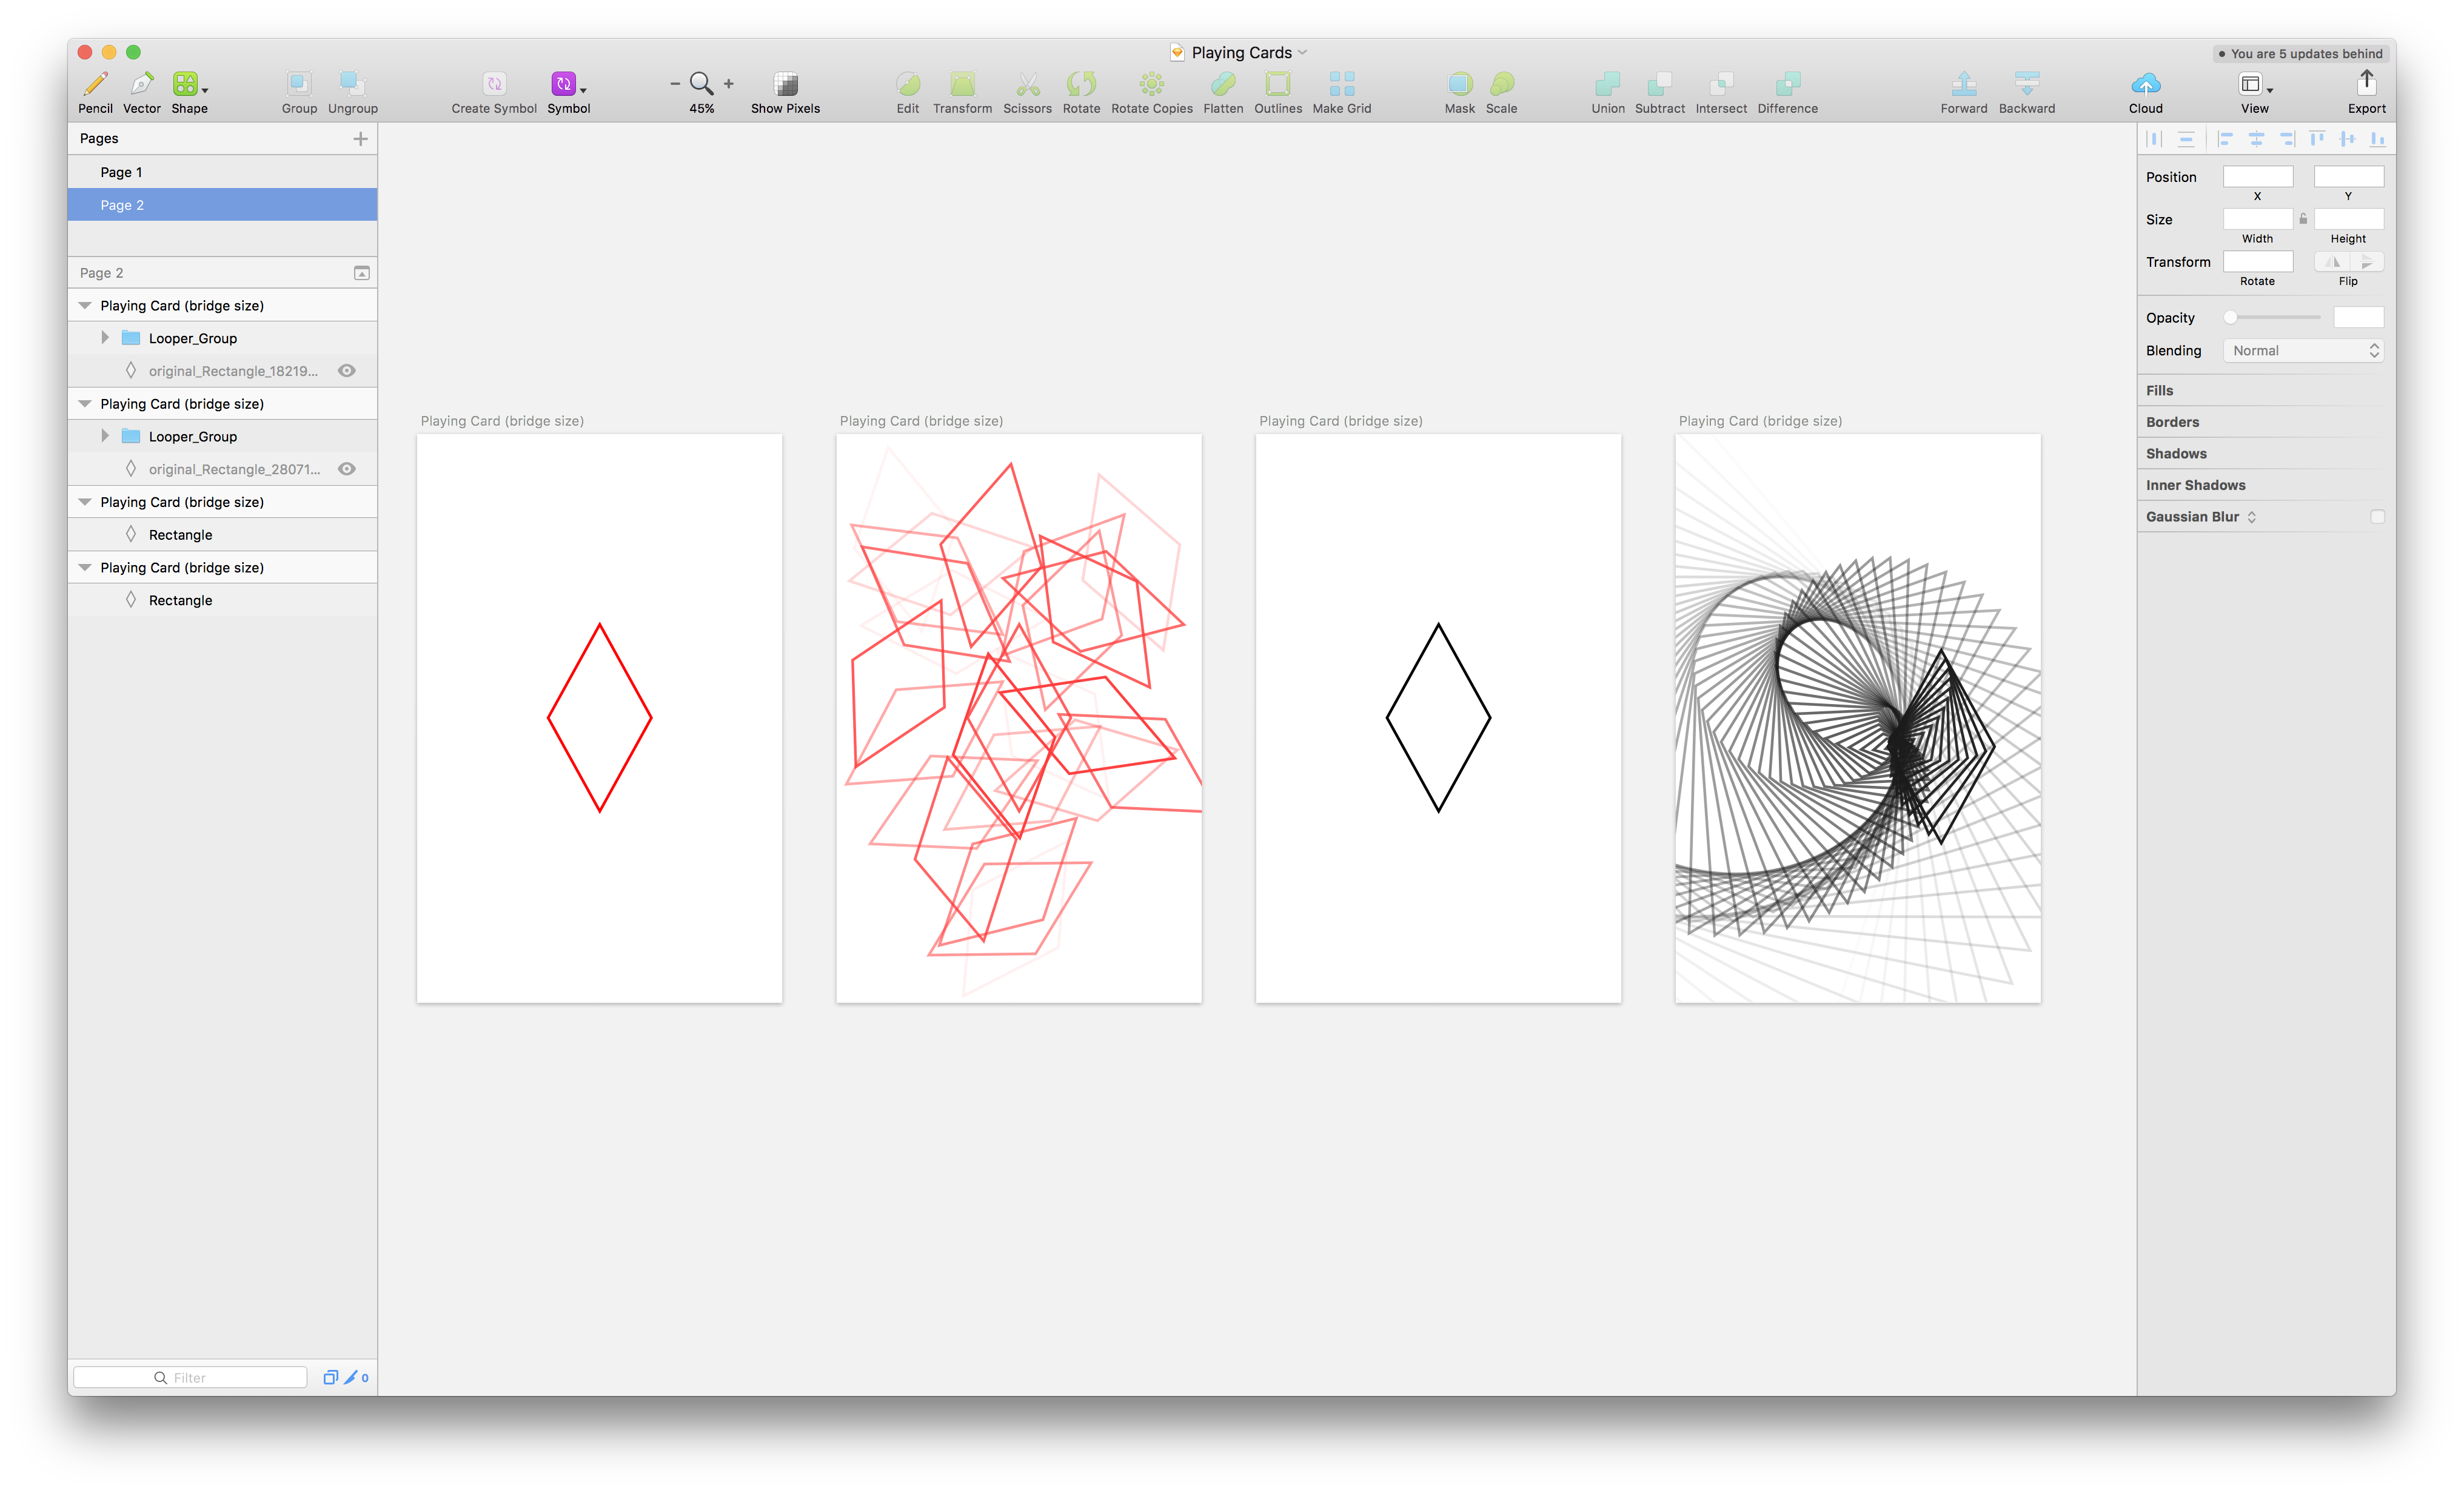 Playing Cards
You are 5 updates behind
Pencil Vector Shape Group Ungroup Create Symbol Symbol 45% Show Pixels Edit Transform Scissors Rotate Rotate Copies Flatten Outlines Make Grid Mask Scale Union Subtract Intersect Difference Forward Backward Cloud View Export
Pages
Page 1
Page 2
Page 2
Playing Card (bridge size)
Looper_Group
original_Rectangle_18219...
Playing Card (bridge size)
Looper_Group
original_Rectangle_28071...
Playing Card (bridge size)
Rectangle
Playing Card (bridge size)
Rectangle
Filter
0
Playing Card (bridge size) Playing Card (bridge size) Playing Card (bridge size) Playing Card (bridge size)
Position
X Y
Size
Width Height
Transform
Rotate Flip
Opacity
Blending Normal
Fills
Borders
Shadows
Inner Shadows
Gaussian Blur